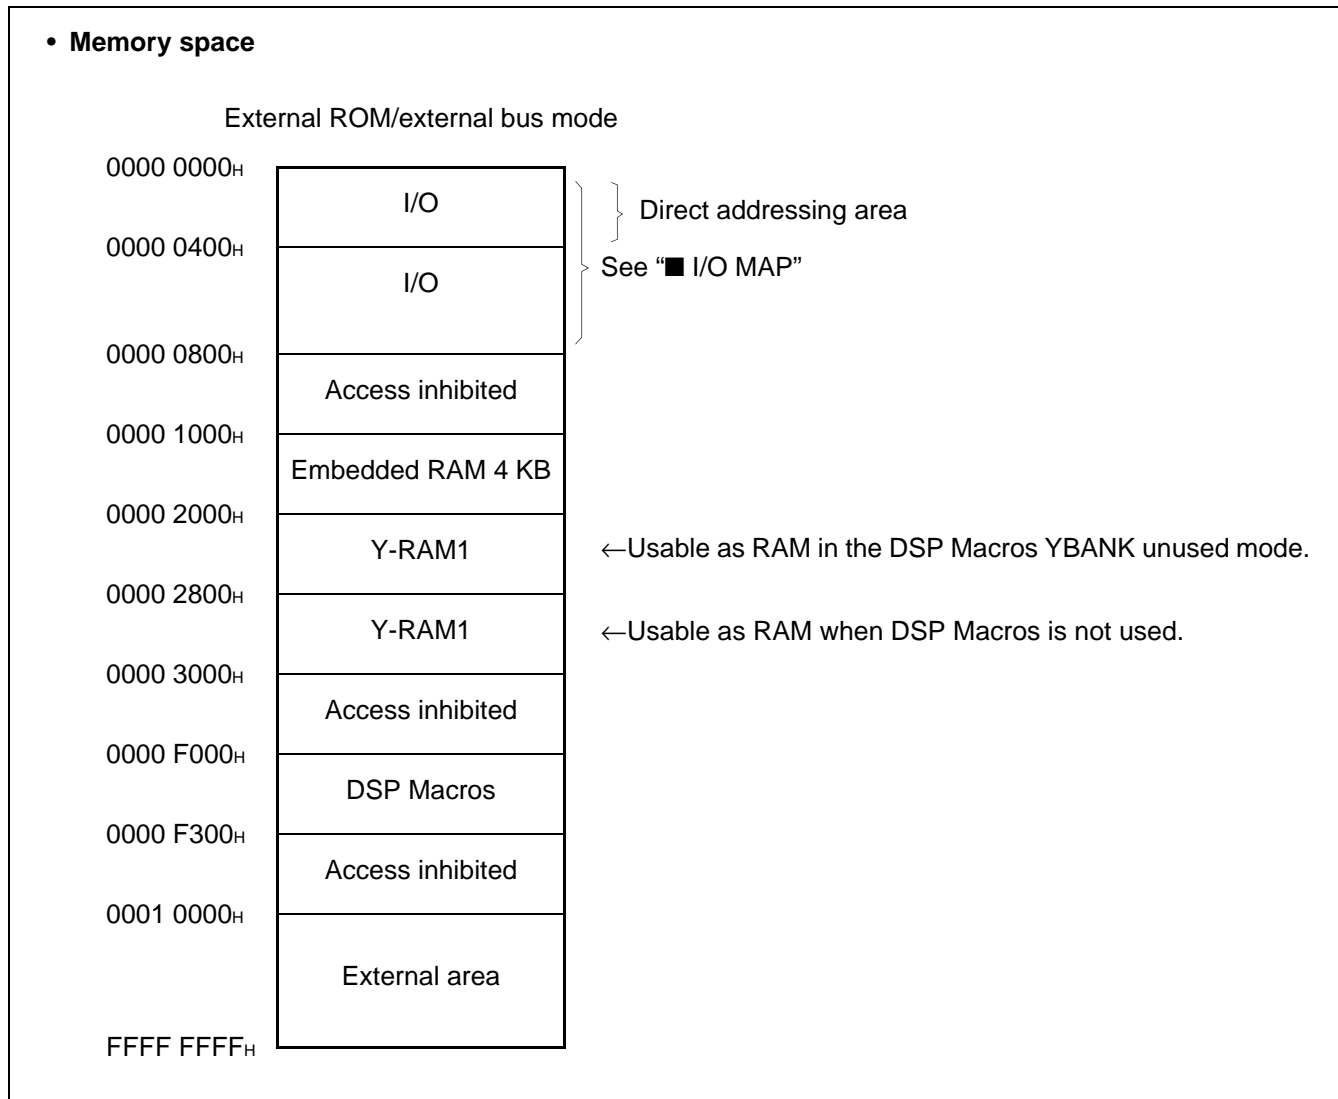 • Memory space
External ROM/external bus mode
0000 0000H
I/O
Direct addressing area
0000 0400H
See “■ I/O MAP”
I/O
0000 0800H
Access inhibited
0000 1000H
Embedded RAM 4 KB
0000 2000H
Y-RAM1 ←Usable as RAM in the DSP Macros YBANK unused mode.
0000 2800H
Y-RAM1 ←Usable as RAM when DSP Macros is not used.
0000 3000H
Access inhibited
0000 F000H
DSP Macros
0000 F300H
Access inhibited
0001 0000H
External area
FFFF FFFFH